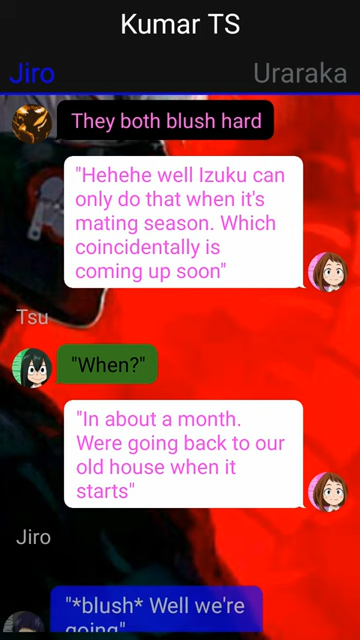 Kumar TS
Jiro Uraraka
They both blush hard
"Hehehe well Izuku can
only do that when it's
mating season. Which
coincidentally is
coming up soon"
Tsu
"When?"
"In about a month.
Were going back to our
old house when it
starts"
Jiro
"*blush* Well we're
going"